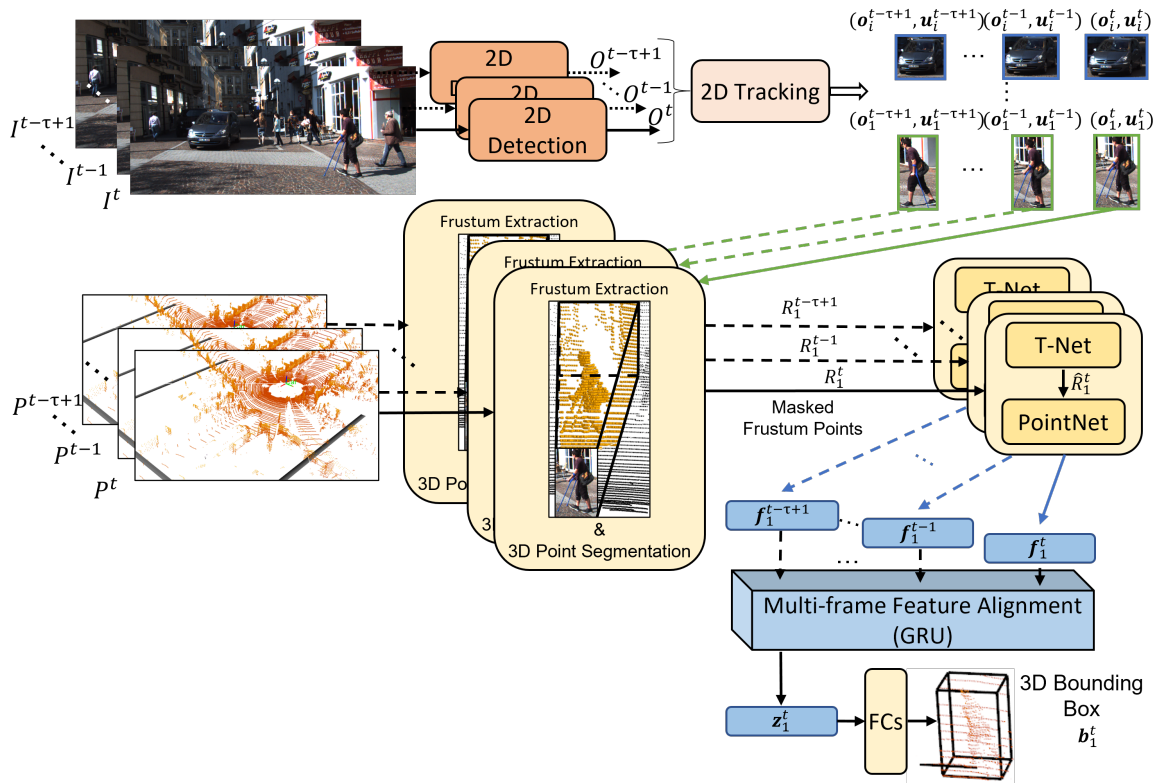 (o_i^{t-τ+1}, u_i^{t-τ+1}) (o_i^{t-1}, u_i^{t-1}) (o_i^t, u_i^t)
...
2D
O^{t-τ+1}
2D
O^{t-1}
2D Detection
O^t
2D Tracking
I^{t-τ+1}
I^{t-1}
I^t
(o_1^{t-τ+1}, u_1^{t-τ+1}) (o_1^{t-1}, u_1^{t-1}) (o_1^t, u_1^t)
...
Frustum Extraction
Frustum Extraction
Frustum Extraction
3D Po
3D
&
3D Point Segmentation
P^{t-τ+1}
P^{t-1}
P^t
R_1^{t-τ+1}
R_1^{t-1}
R_1^t
Masked
Frustum Points
T-Net
T-Net
R̂_1^t
PointNet
f_1^{t-τ+1}
...
f_1^{t-1}
...
f_1^t
Multi-frame Feature Alignment
(GRU)
z_1^t
FCs
3D Bounding
Box
b_1^t